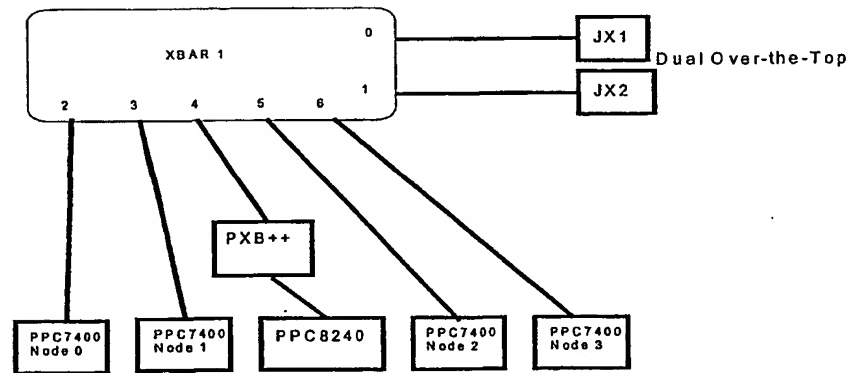 0
JX1
XBAR 1
Dual Over-the-Top
1
JX2
2 3 4 5 6
PXB++
PPC7400
Node 0
PPC7400
Node 1
PPC8240
PPC7400
Node 2
PPC7400
Node 3